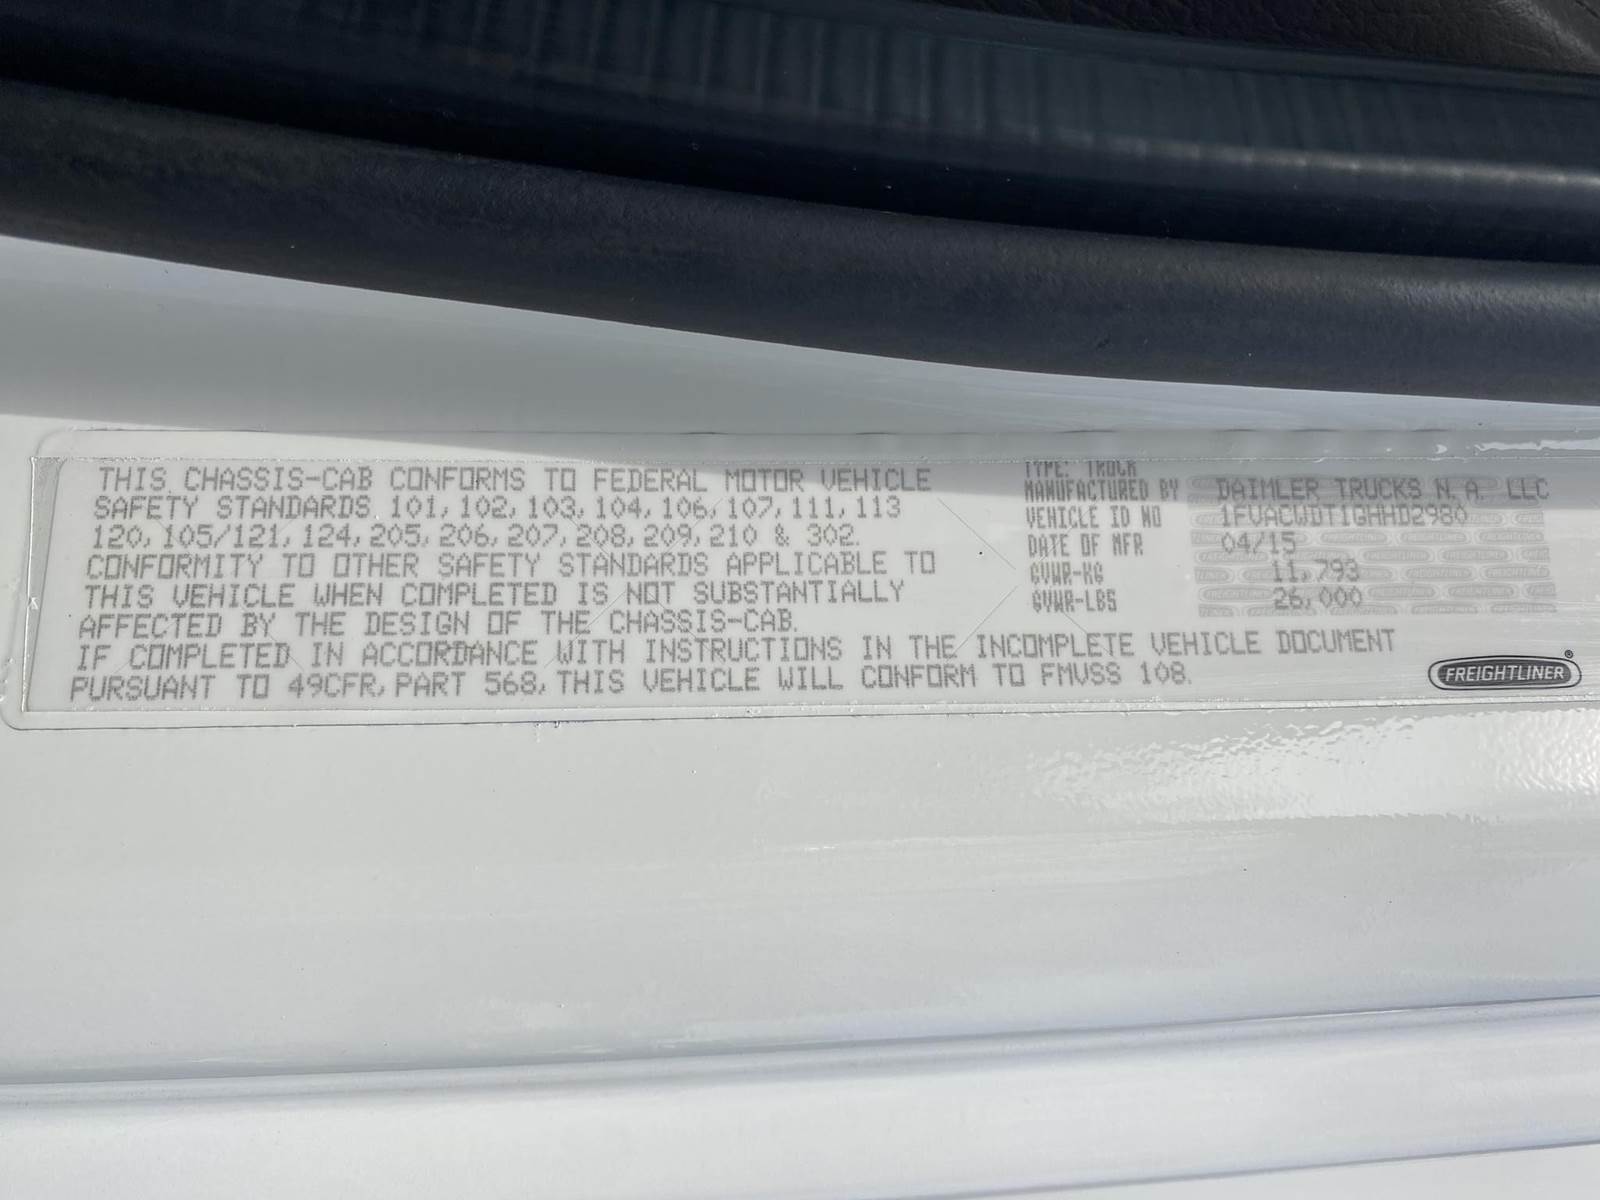 THIS CHASSIS-CAB CONFORMS TO FEDERAL MOTOR VEHICLE
SAFETY STANDARDS 101, 102, 103, 104, 106, 107, 111, 113
120, 105/121, 124, 205, 206, 207, 208, 209, 210 & 302.
CONFORMITY TO OTHER SAFETY STANDARDS APPLICABLE TO
THIS VEHICLE WHEN COMPLETED IS NOT SUBSTANTIALLY
AFFECTED BY THE DESIGN OF THE CHASSIS-CAB.
IF COMPLETED IN ACCORDANCE WITH INSTRUCTIONS IN THE INCOMPLETE VEHICLE DOCUMENT
PURSUANT TO 49CFR, PART 568, THIS VEHICLE WILL CONFORM TO FMVSS 108.
TYPE: TRUCK
MANUFACTURED BY DAIMLER TRUCKS N.A. LLC
VEHICLE ID NO 1FVACWDT1GHHD2980
DATE OF MFR 04/15
GVWR-KG 11,793
GVWR-LBS 26,000
FREIGHTLINER®